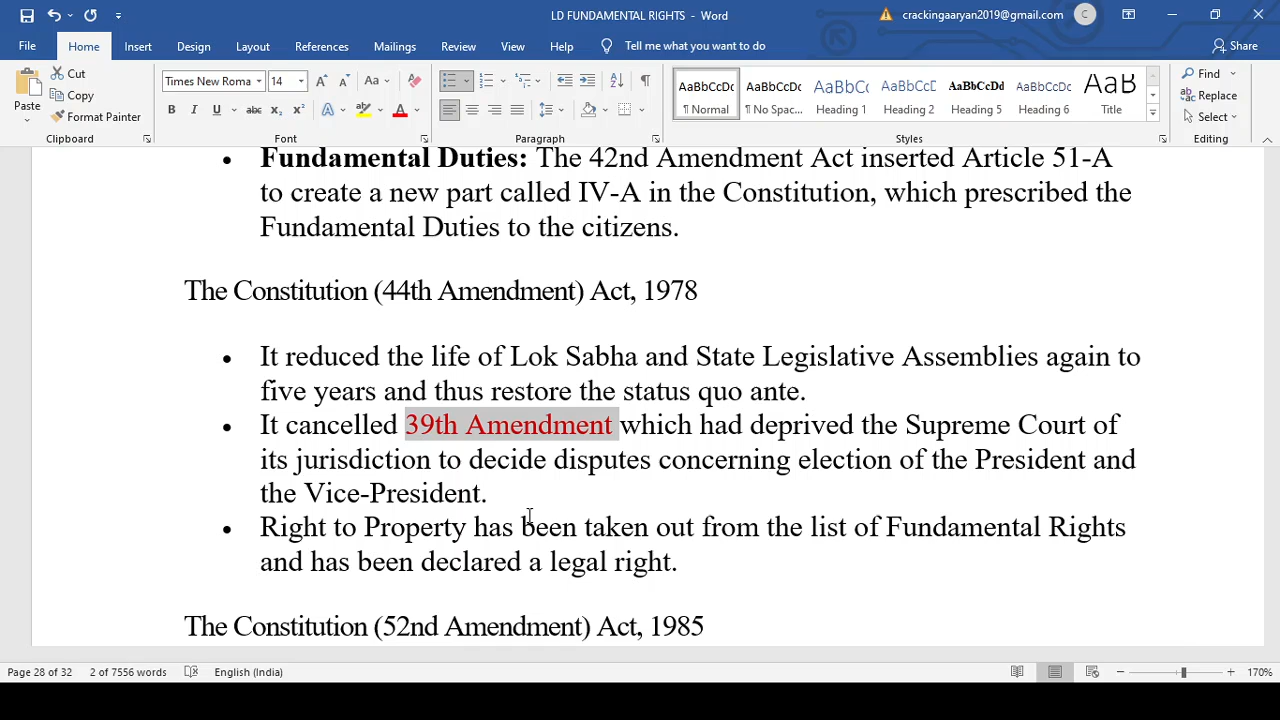 LD FUNDAMENTAL RIGHTS - Word
crackingaaryan2019@gmail.com
C
File Home Insert Design Layout References Mailings Review View Help Tell me what you want to do Share
Paste
Cut
Copy
Format Painter
Clipboard
Times New Roma 14
Font
Paragraph
AaBbCcDc AaBbCcDc AaBbCc AaBbCcC AaBbCcDd AaBbCcDc AaB
¶ Normal ¶ No Spac... Heading 1 Heading 2 Heading 5 Heading 6 Title
Styles
Find
Replace
Select
Editing
• Fundamental Duties: The 42nd Amendment Act inserted Article 51-A
to create a new part called IV-A in the Constitution, which prescribed the
Fundamental Duties to the citizens.
The Constitution (44th Amendment) Act, 1978
• It reduced the life of Lok Sabha and State Legislative Assemblies again to
five years and thus restore the status quo ante.
• It cancelled 39th Amendment which had deprived the Supreme Court of
its jurisdiction to decide disputes concerning election of the President and
the Vice-President.
• Right to Property has been taken out from the list of Fundamental Rights
and has been declared a legal right.
The Constitution (52nd Amendment) Act, 1985
Page 28 of 32 2 of 7556 words English (India) 170%